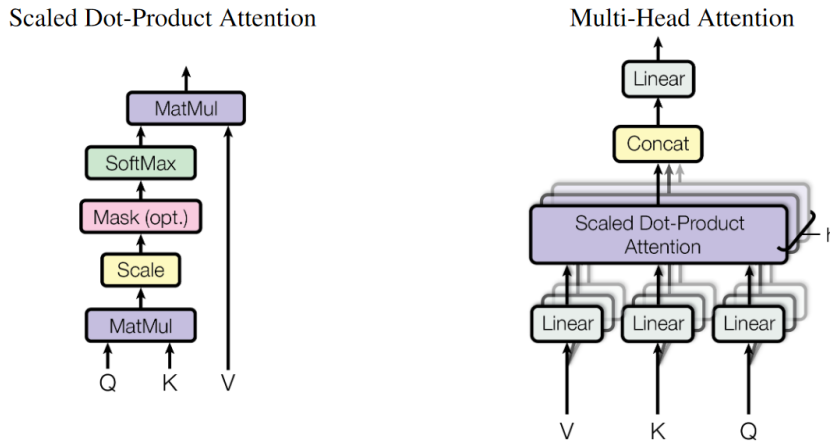 Scaled Dot-Product Attention
MatMul
SoftMax
Mask (opt.)
Scale
MatMul
Q K V
Multi-Head Attention
Linear
Concat
Scaled Dot-Product
Attention
h
Linear Linear Linear
V K Q